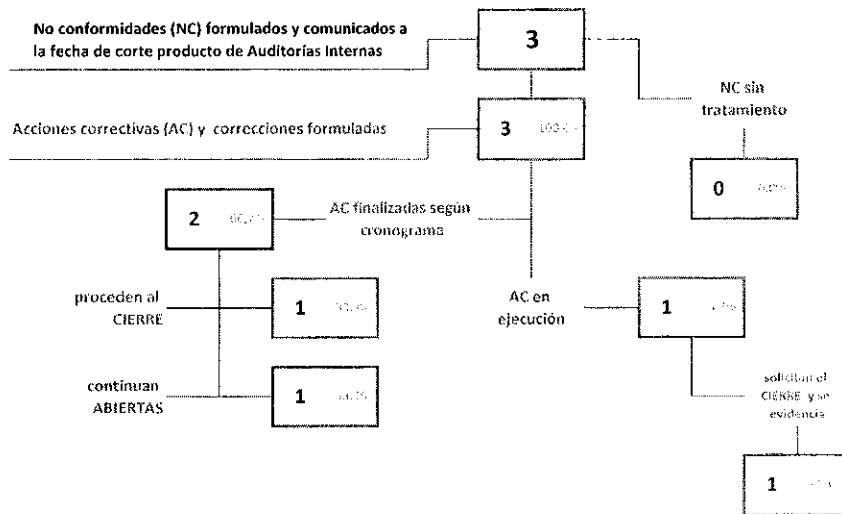 No conformidades (NC) formulados y comunicados a
la fecha de corte producto de Auditorías Internas
3
NC sin
tratamiento
Acciones correctivas (AC) y correcciones formuladas
3
0
2
AC finalizadas según
cronograma
proceden al
CIERRE
1
AC en
ejecución
1
continuan
ABIERTAS
1
solicitan el
CIERRE y se
evidencia
1